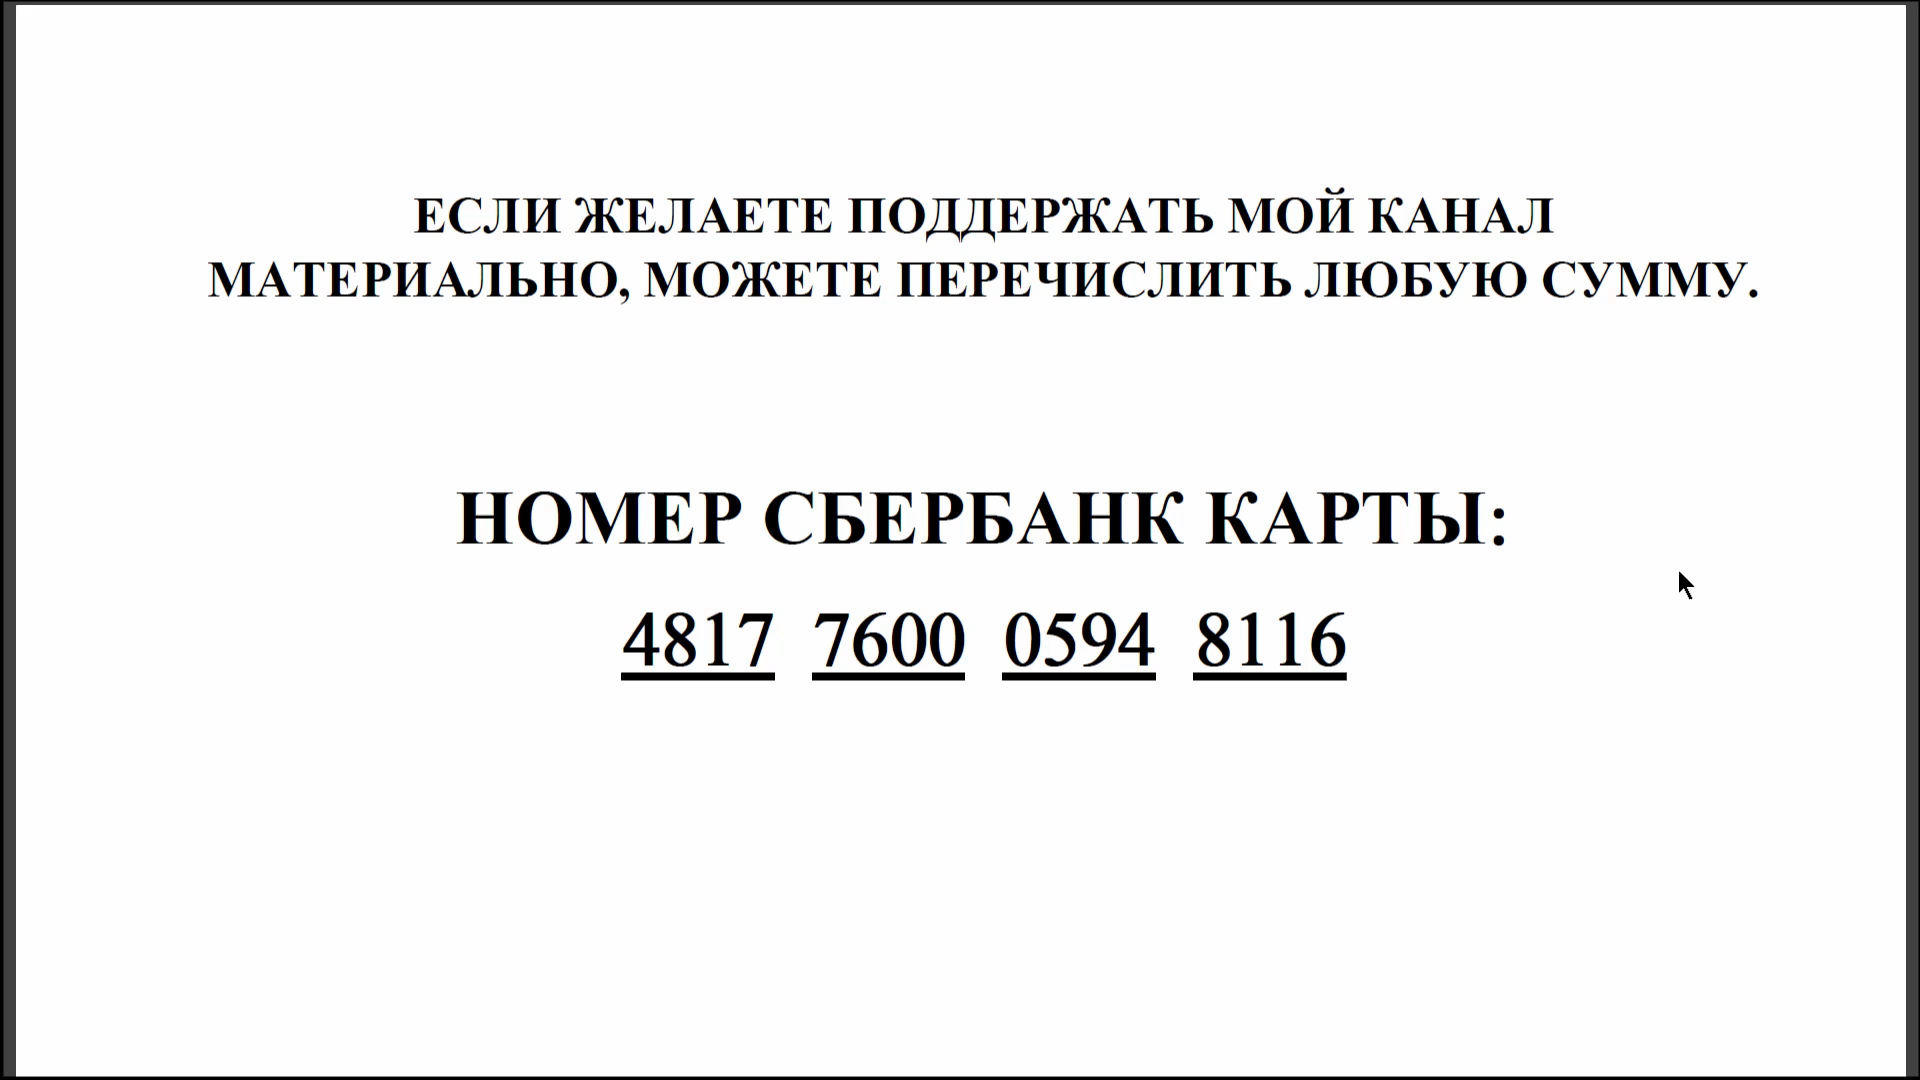 ЕСЛИ ЖЕЛАЕТЕ ПОДДЕРЖАТЬ МОЙ КАНАЛ
МАТЕРИАЛЬНО, МОЖЕТЕ ПЕРЕЧИСЛИТЬ ЛЮБУЮ СУММУ.
НОМЕР СБЕРБАНК КАРТЫ:
4817 7600 0594 8116